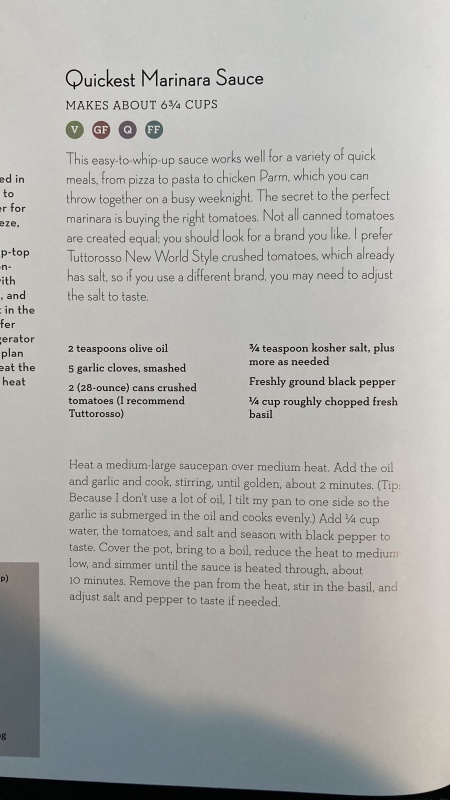 Quickest Marinara Sauce
MAKES ABOUT 6¾ CUPS
V GF Q FF
This easy-to-whip-up sauce works well for a variety of quick
meals, from pizza to pasta to chicken Parm, which you can
throw together on a busy weeknight. The secret to the perfect
marinara is buying the right tomatoes. Not all canned tomatoes
are created equal; you should look for a brand you like. I prefer
Tuttorosso New World Style crushed tomatoes, which already
has salt, so if you use a different brand, you may need to adjust
the salt to taste.
2 teaspoons olive oil
5 garlic cloves, smashed
2 (28-ounce) cans crushed
tomatoes (I recommend
Tuttorosso)
¾ teaspoon kosher salt, plus
more as needed
Freshly ground black pepper
¼ cup roughly chopped fresh
basil
Heat a medium-large saucepan over medium heat. Add the oil
and garlic and cook, stirring, until golden, about 2 minutes. (Tip:
Because I don't use a lot of oil, I tilt my pan to one side so the
garlic is submerged in the oil and cooks evenly.) Add ¼ cup
water, the tomatoes, and salt and season with black pepper to
taste. Cover the pot, bring to a boil, reduce the heat to medium
low, and simmer until the sauce is heated through, about
10 minutes. Remove the pan from the heat, stir in the basil, and
adjust salt and pepper to taste if needed.
ed in
to
er for
eze,
p-top
on-
ith
, and
t in the
fer
gerator
plan
eat the
heat
p)
g